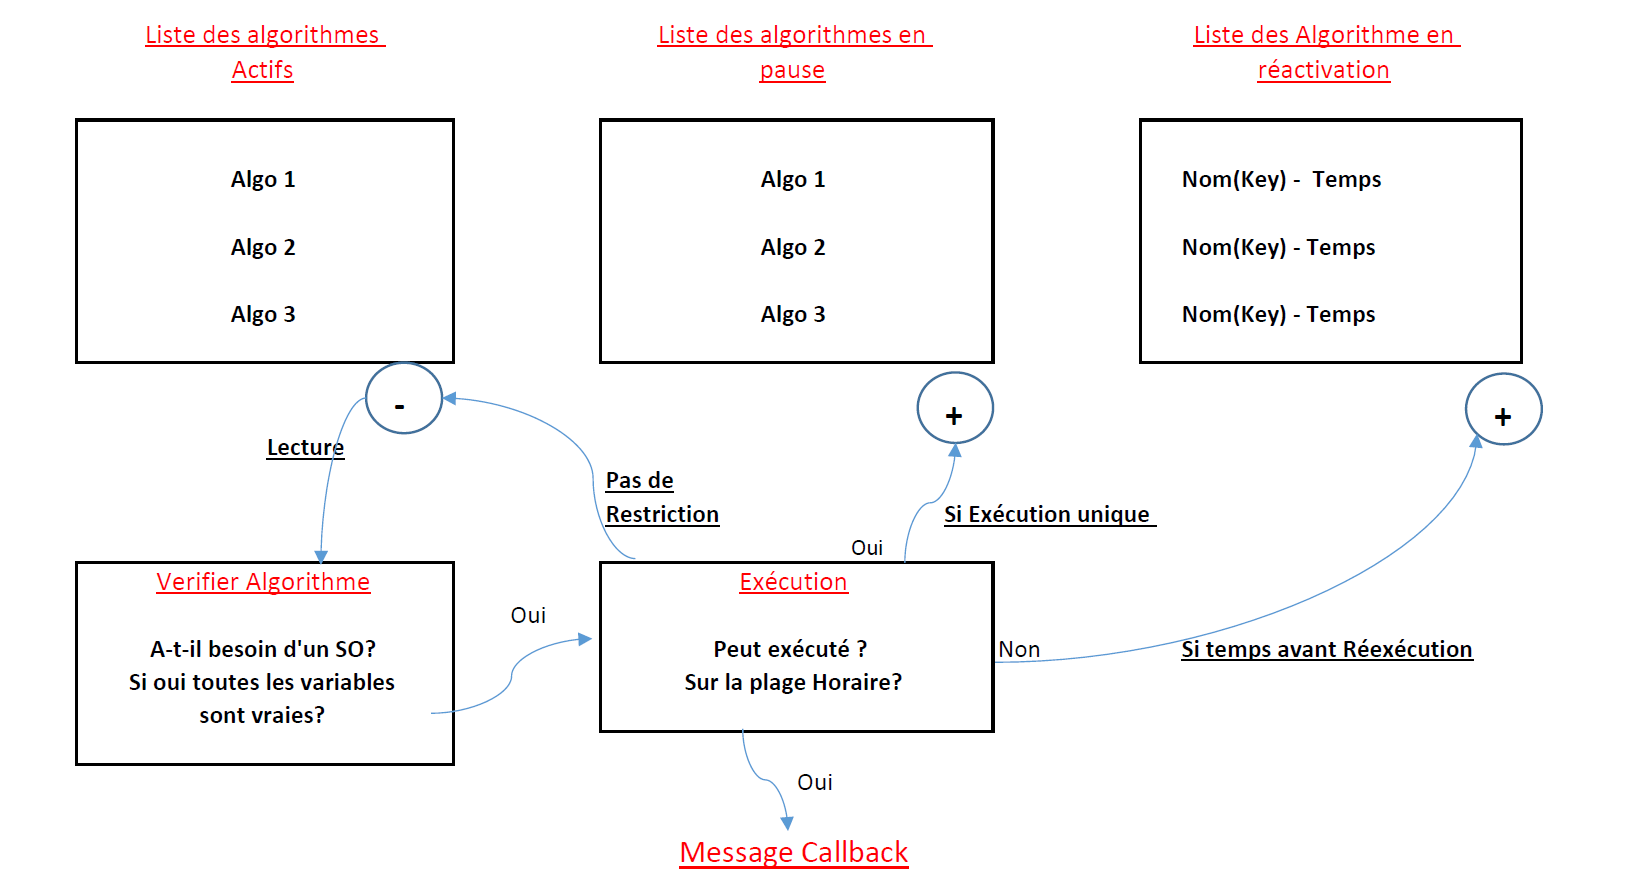 Liste des algorithmes
Actifs
Liste des algorithmes en
pause
Liste des Algorithme en
réactivation
Algo 1
Algo 2
Algo 3
Algo 1
Algo 2
Algo 3
Nom(Key) - Temps
Nom(Key) - Temps
Nom(Key) - Temps
-
+
+
Lecture
Pas de
Restriction
Si Exécution unique
Oui
Verifier Algorithme
A-t-il besoin d'un SO?
Si oui toutes les variables
sont vraies?
Oui
Exécution
Peut exécuté ?
Sur la plage Horaire?
Non
Si temps avant Réexécution
Oui
Message Callback